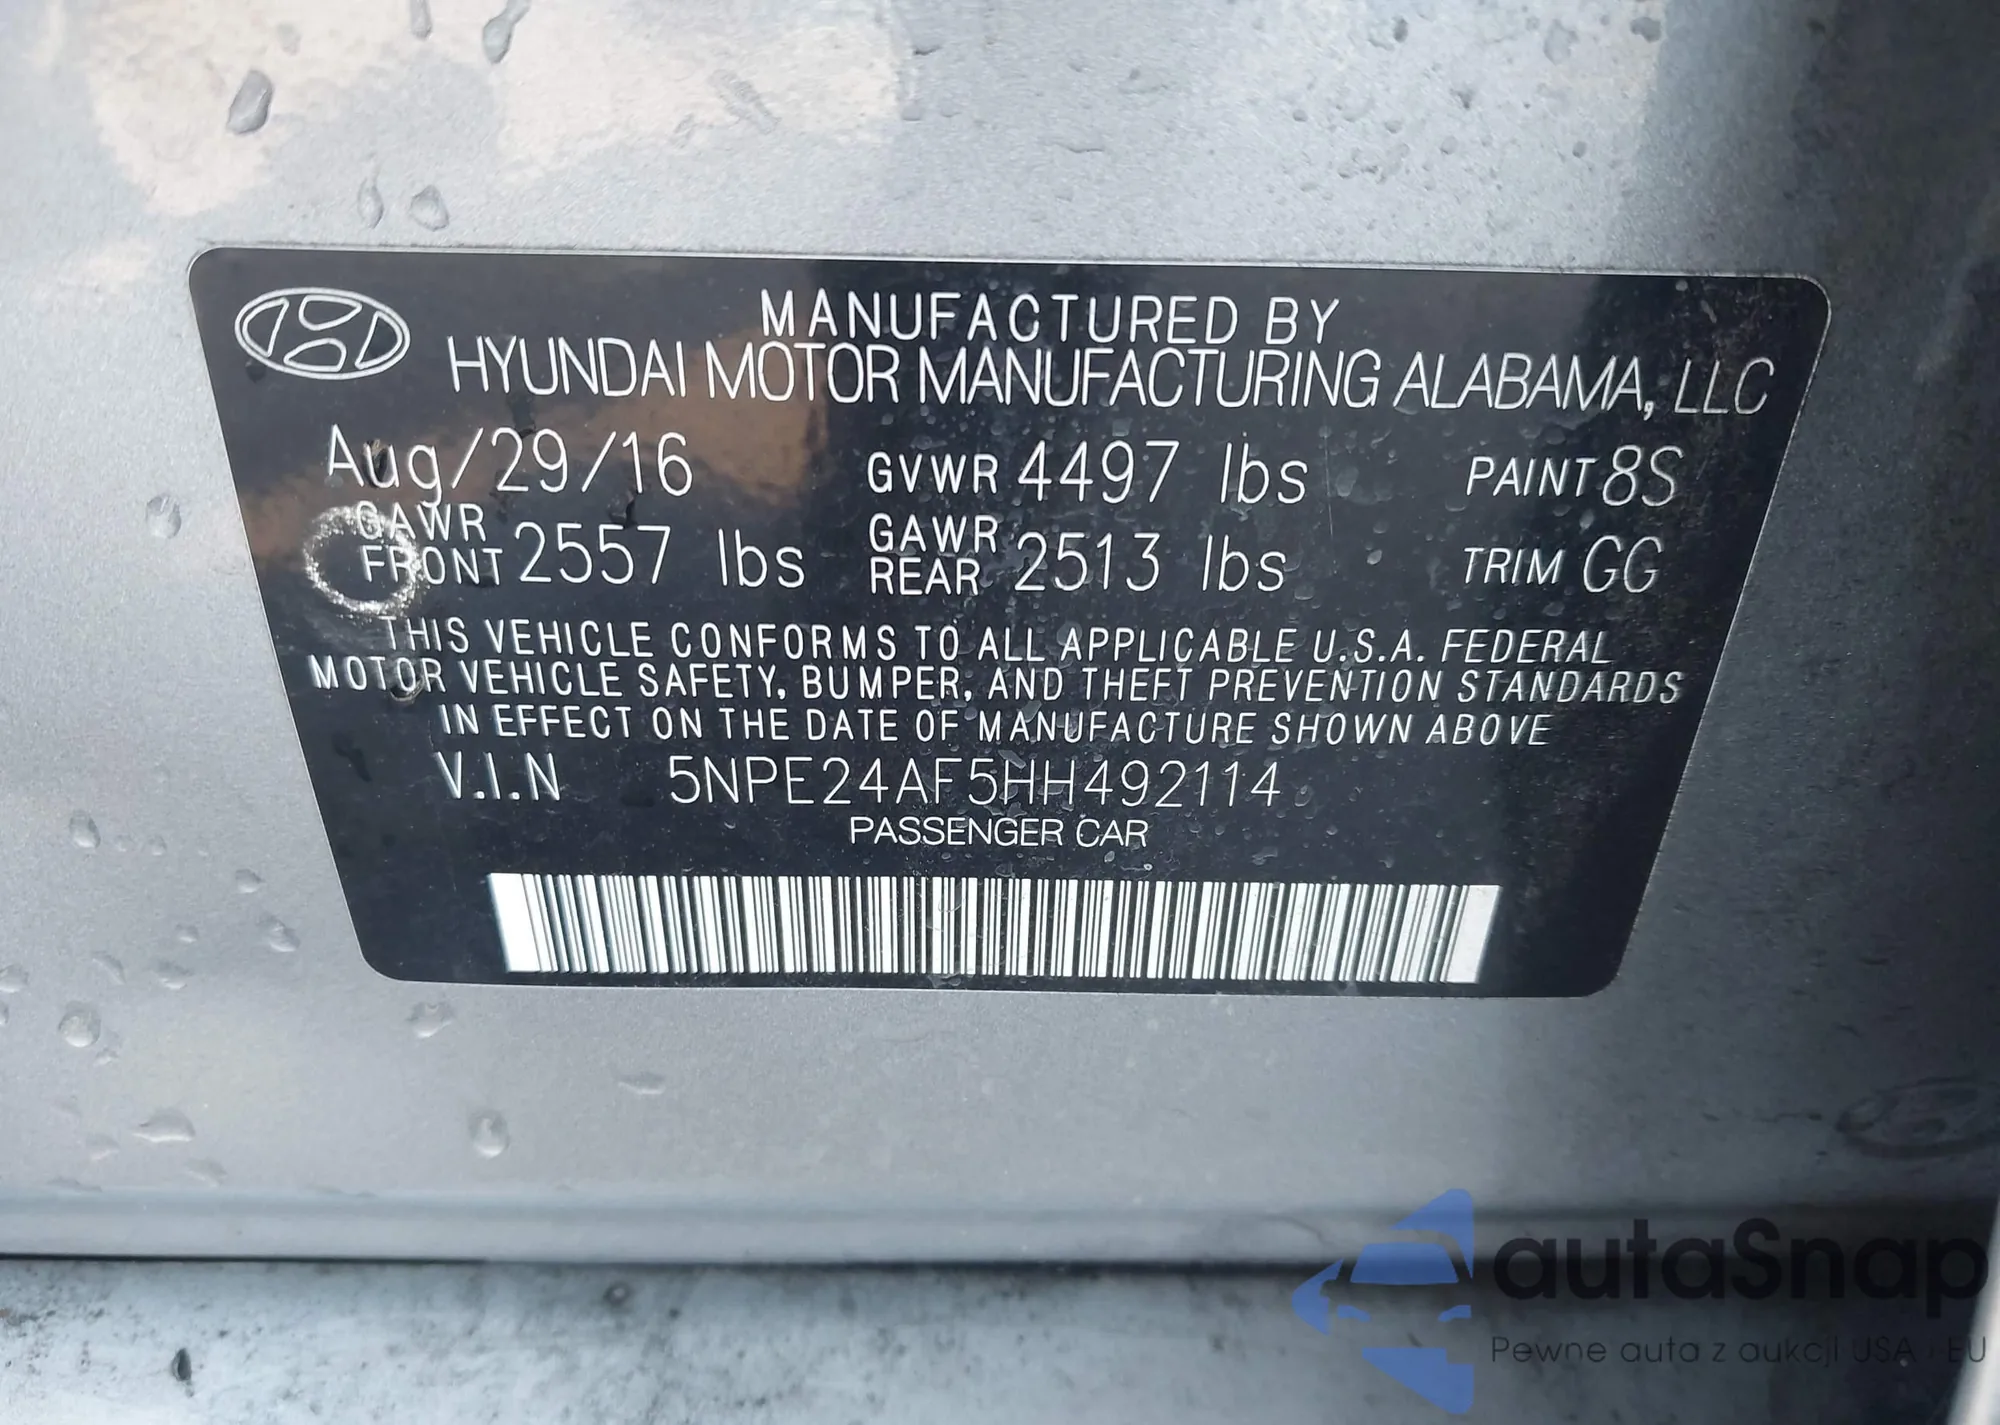 MANUFACTURED BY
HYUNDAI MOTOR MANUFACTURING ALABAMA, LLC
Aug/29/16 GVWR 4497 lbs PAINT 8S
GAWR FRONT 2557 lbs GAWR REAR 2513 lbs TRIM GG
THIS VEHICLE CONFORMS TO ALL APPLICABLE U.S.A. FEDERAL
MOTOR VEHICLE SAFETY, BUMPER, AND THEFT PREVENTION STANDARDS
IN EFFECT ON THE DATE OF MANUFACTURE SHOWN ABOVE
V.I.N 5NPE24AF5HH492114
PASSENGER CAR
autaSnap
Pewne auta z aukcji USA i EU